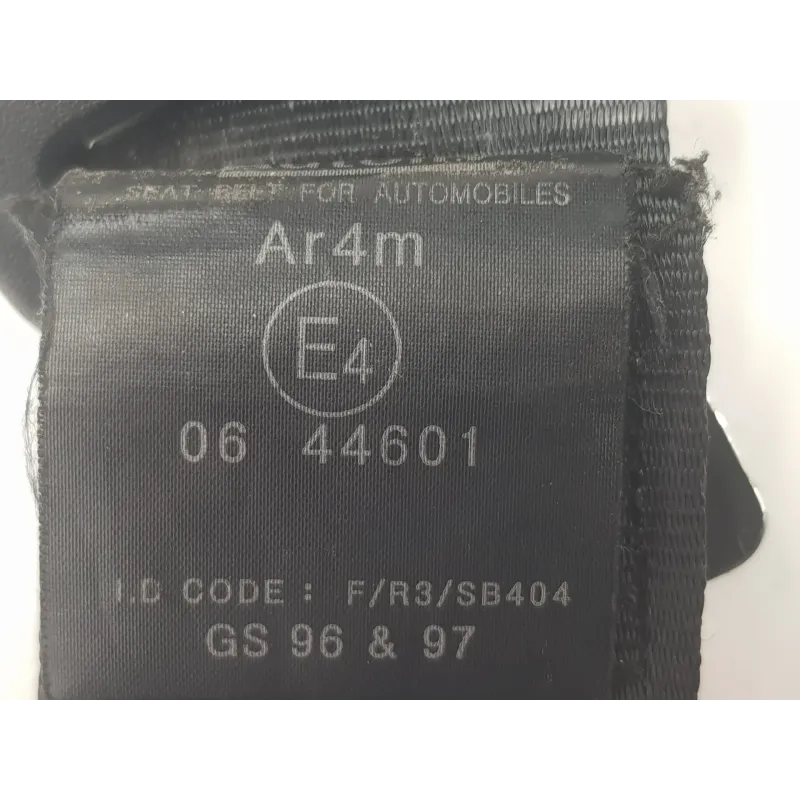 SEAT BELT FOR AUTOMOBILES
Ar4m
E4
06 44601
I.D CODE : F/R3/SB404
GS 96 & 97